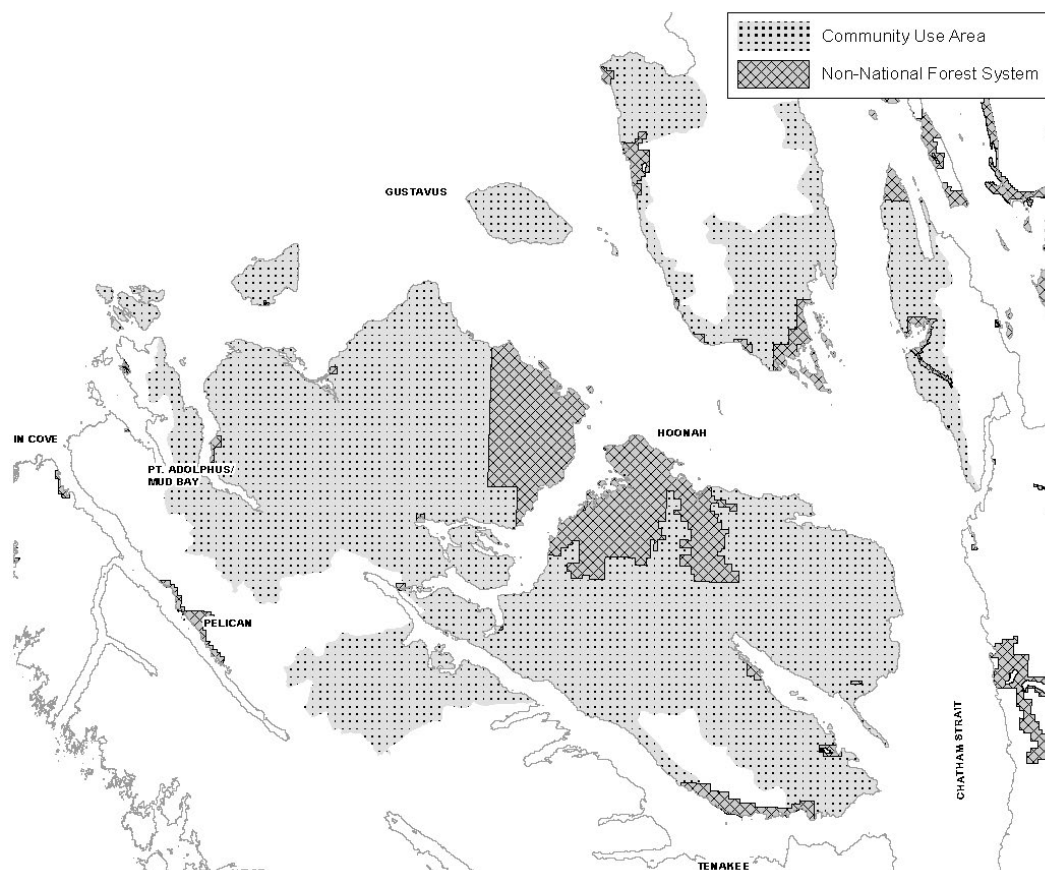 Community Use Area
Non-National Forest System
GUSTAVUS
HOONAH
IN COVE
PT. ADOLPHUS/
MUD BAY
PELICAN
CHATHAM STRAIT
TENAKEE